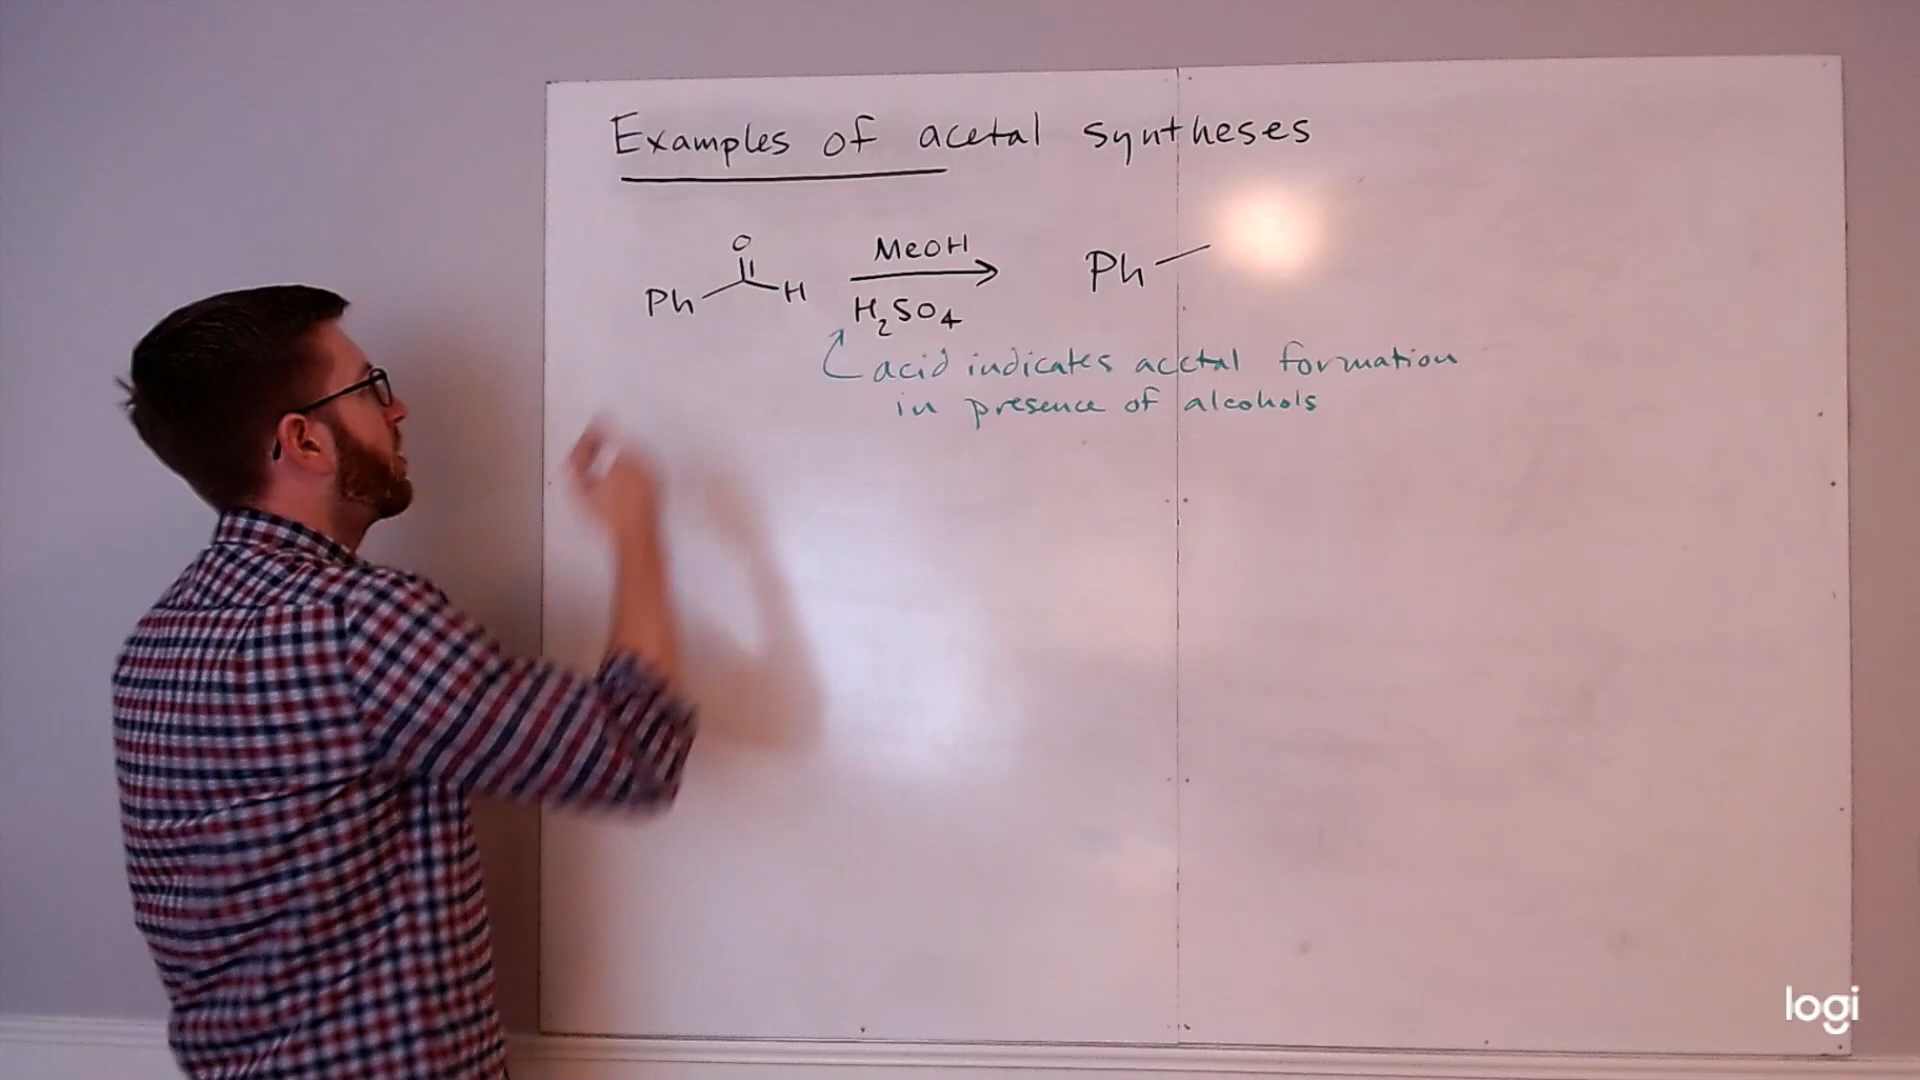 Examples of acetal syntheses
O
MeOH
Ph H
H2SO4
Ph
acid indicates acetal formation
in presence of alcohols
logi